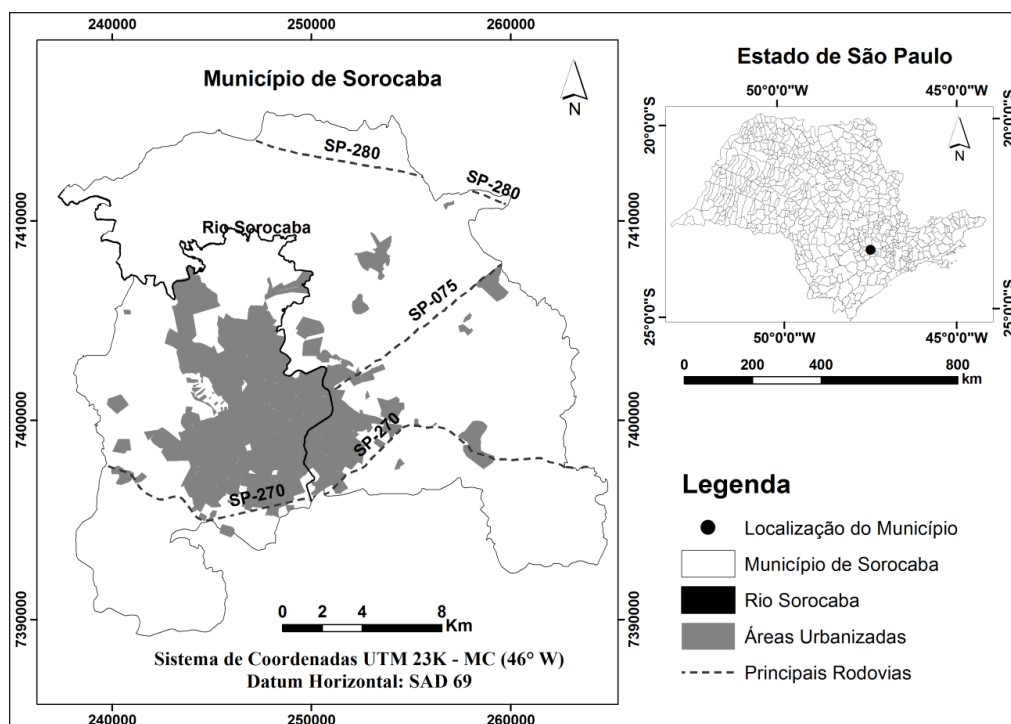 240000
250000
260000
Município de Sorocaba
N
SP-280
SP-280
Rio Sorocaba
SP-075
SP-270
SP-270
7410000
7400000
7390000
7410000
7400000
7390000
0 2 4 8
Km
Sistema de Coordenadas UTM 23K - MC (46° W)
Datum Horizontal: SAD 69
240000
250000
260000
Estado de São Paulo
50°0'0"W
45°0'0"W
20°0'0"S
20°0'0"S
N
25°0'0"S
25°0'0"S
50°0'0"W
45°0'0"W
0 200 400 800
km
Legenda
Localização do Município
Município de Sorocaba
Rio Sorocaba
Áreas Urbanizadas
Principais Rodovias